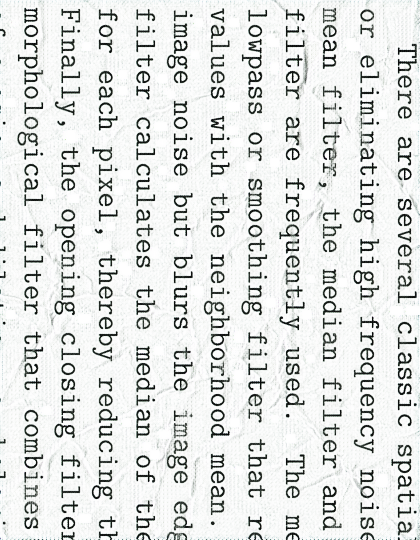 There are several classic spatial
or eliminating high frequency noise
mean filter, the median filter and
filter are frequently used. The me
lowpass or smoothing filter that re
values with the neighborhood mean.
image noise but blurs the image edg
filter calculates the median of the
for each pixel, thereby reducing th
Finally, the opening closing filter
morphological filter that combines